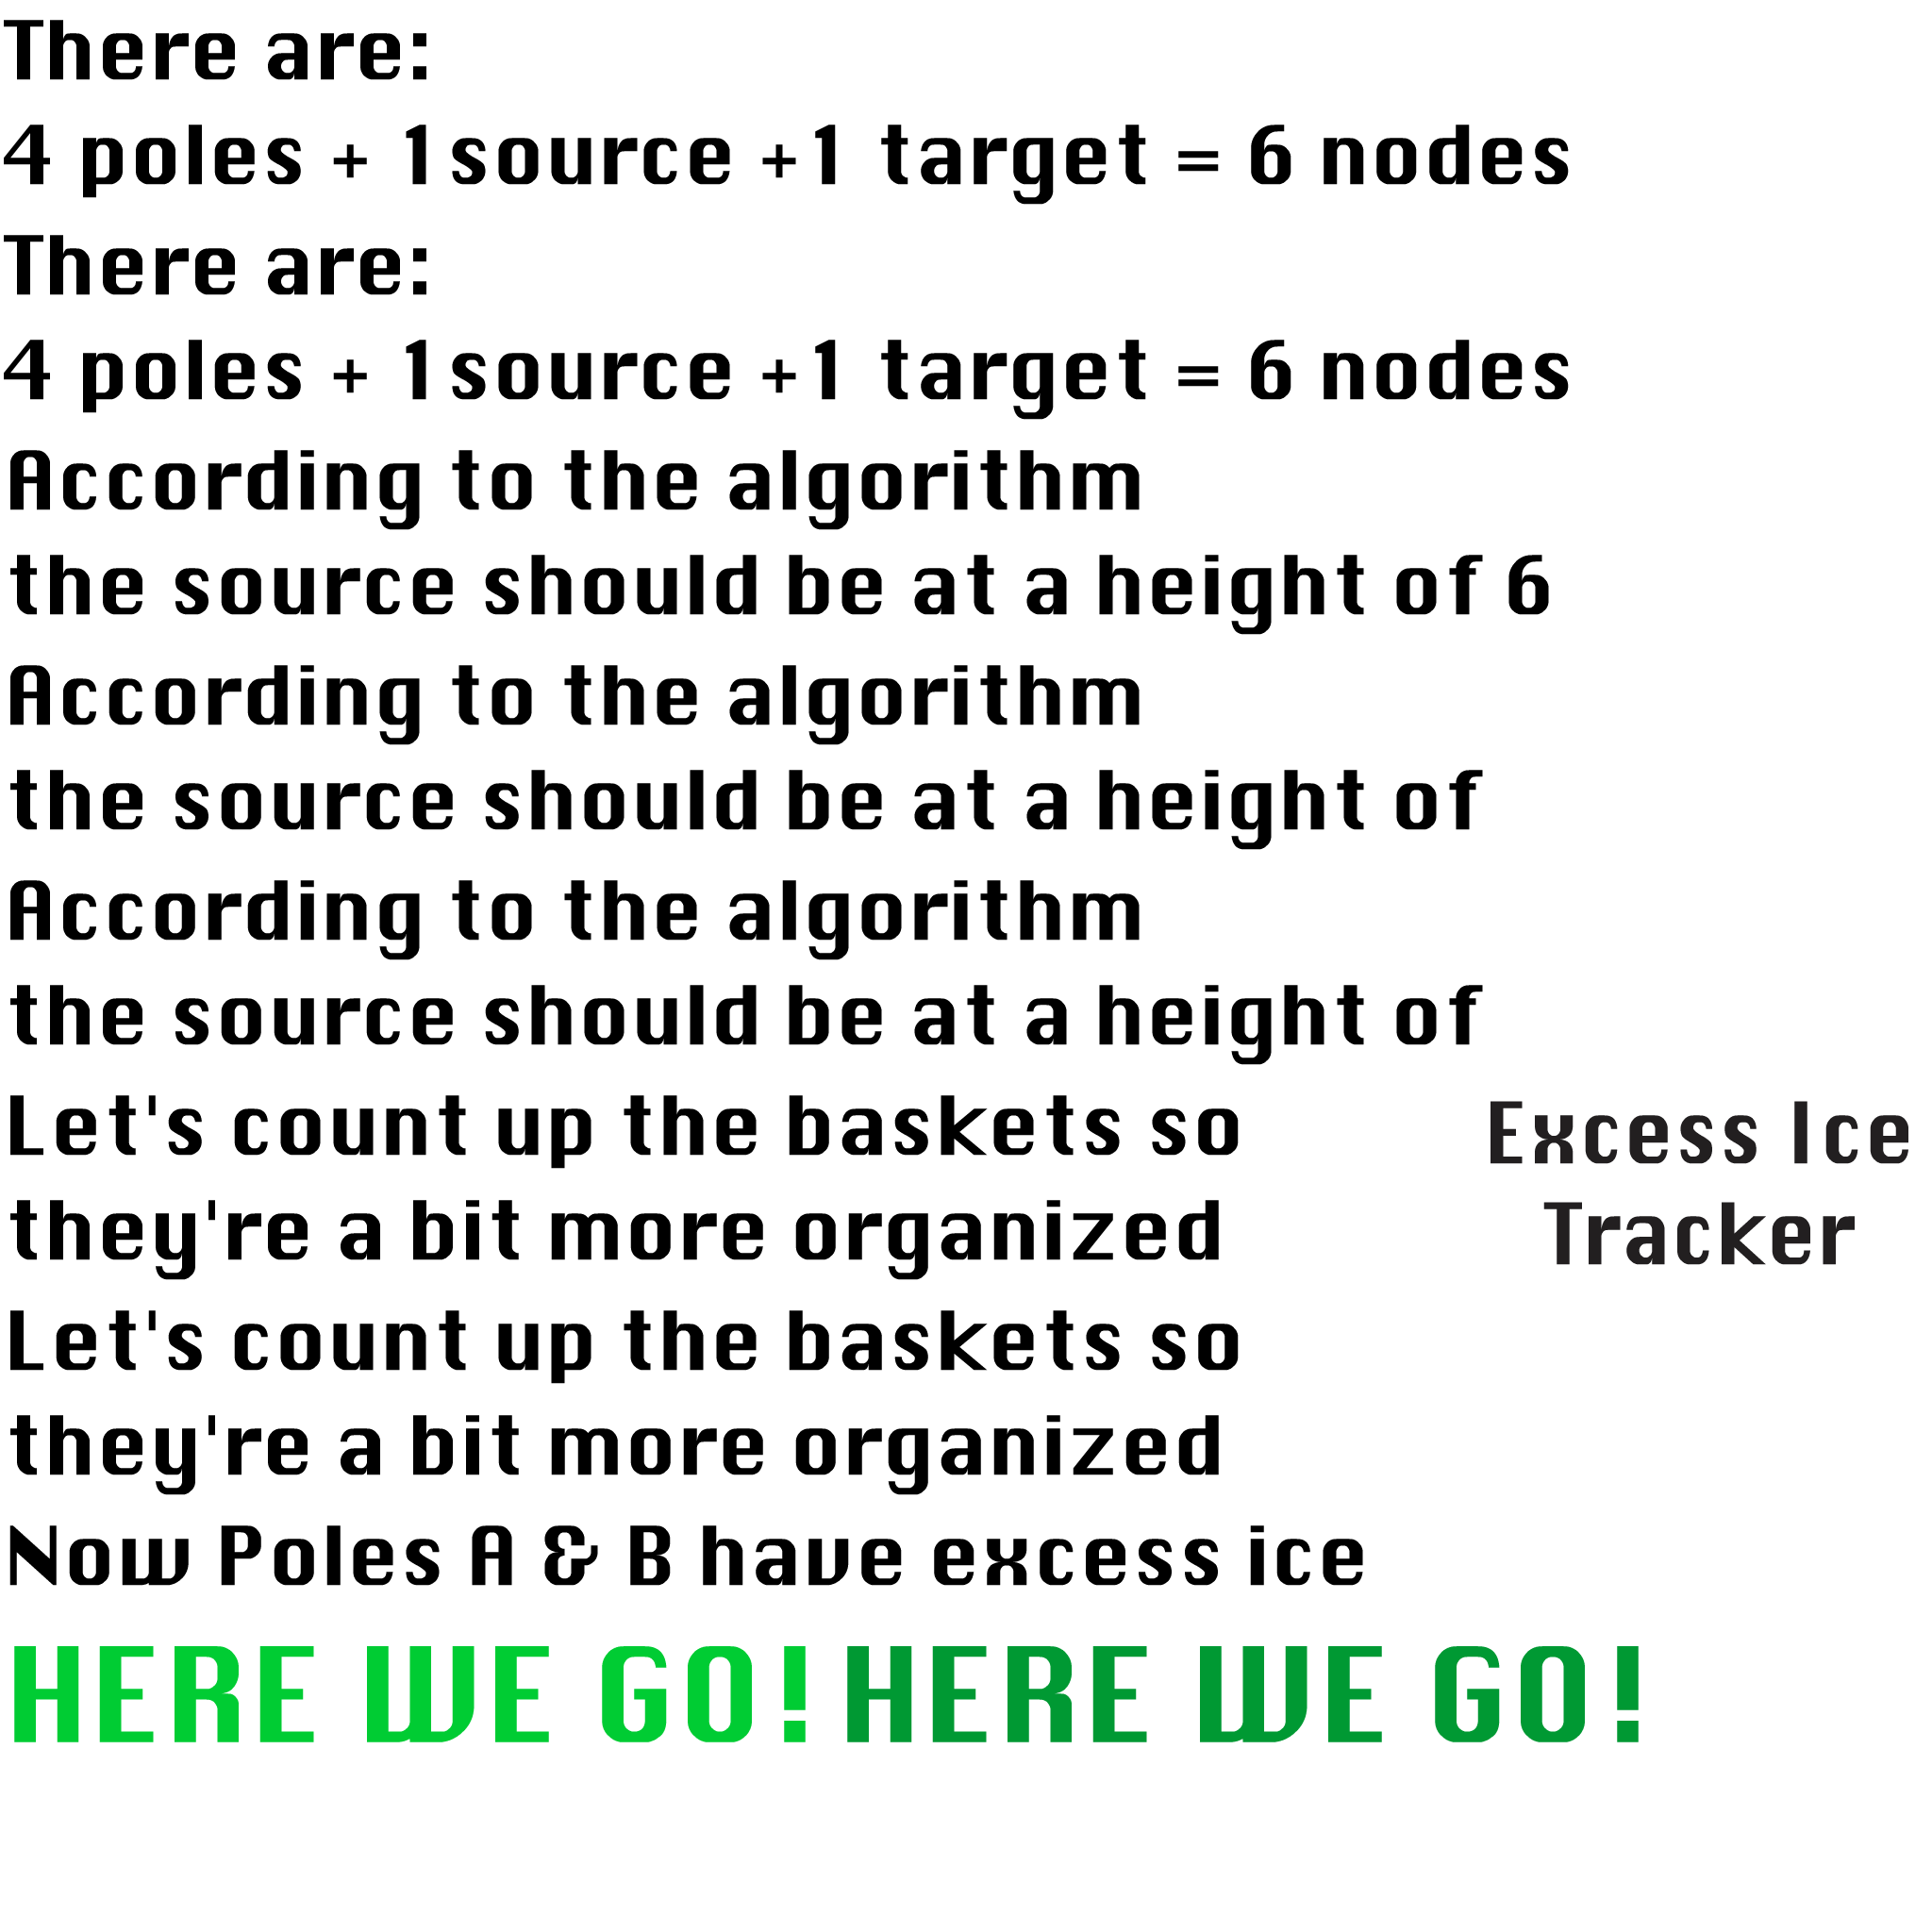 There are:
4 poles + 1 source +1 target = 6 nodes
There are:
4 poles + 1 source +1 target = 6 nodes
According to the algorithm
the source should be at a height of 6
According to the algorithm
the source should be at a height of
According to the algorithm
the source should be at a height of
Let's count up the baskets so
they're a bit more organized
Excess Ice
Tracker
Let's count up the baskets so
they're a bit more organized
Now Poles A & B have excess ice
HERE WE GO! HERE WE GO!